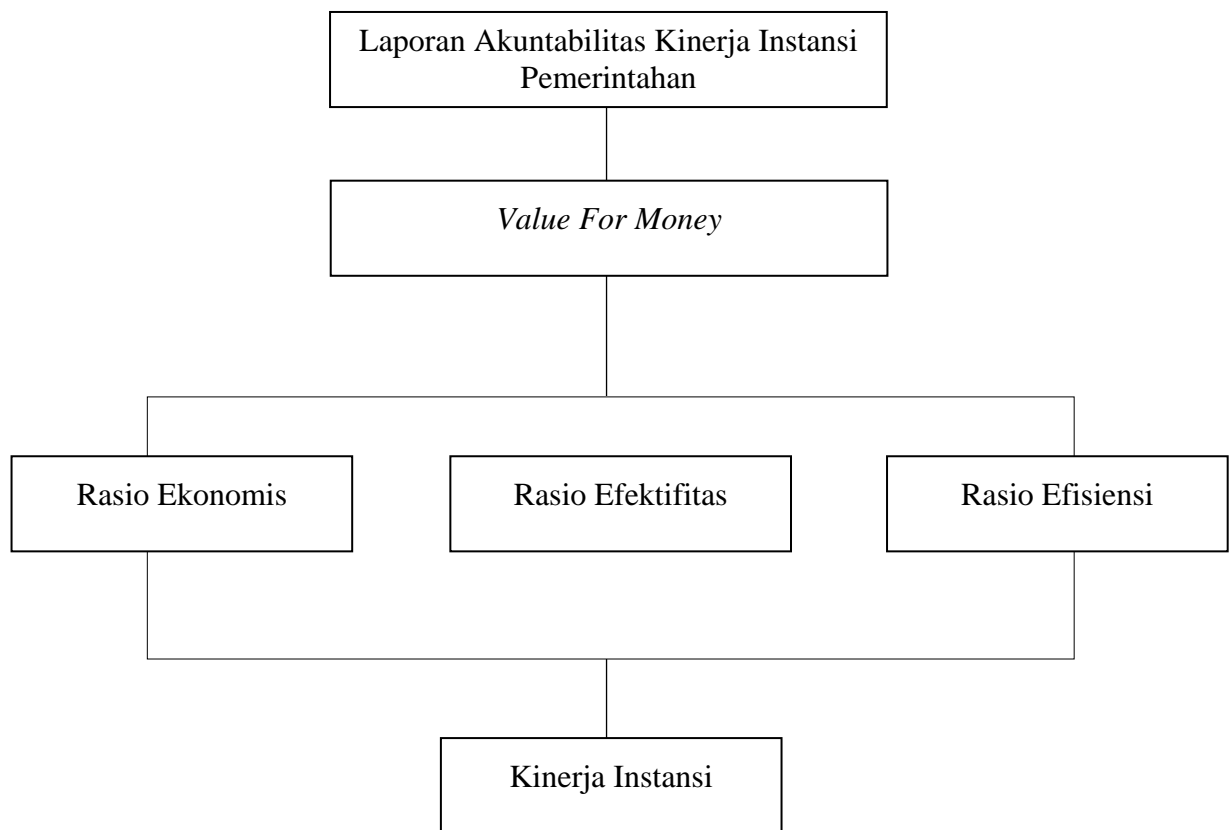 Laporan Akuntabilitas Kinerja Instansi
Pemerintahan
Value For Money
Rasio Ekonomis
Rasio Efektifitas
Rasio Efisiensi
Kinerja Instansi